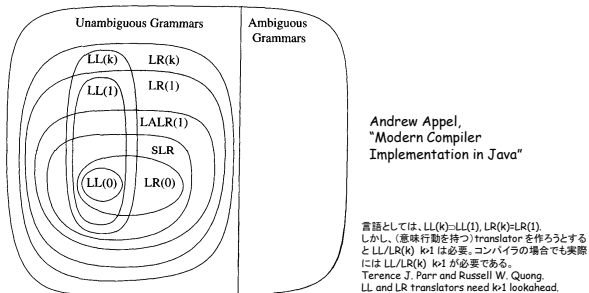 Unambiguous Grammars
Ambiguous
Grammars
LL(k)
LR(k)
LL(1)
LR(1)
LALR(1)
SLR
LL(0)
LR(0)
Andrew Appel,
"Modern Compiler
Implementation in Java"
言語としては、LL(k)⊃LL(1), LR(k)=LR(1).
しかし、(意味行動を持つ)translator を作ろうとする
と LL/LR(k) k>1 は必要。コンパイラの場合でも実際
には LL/LR(k) k>1 が必要である。
Terence J. Parr and Russell W. Quong.
LL and LR translators need k>1 lookahead.